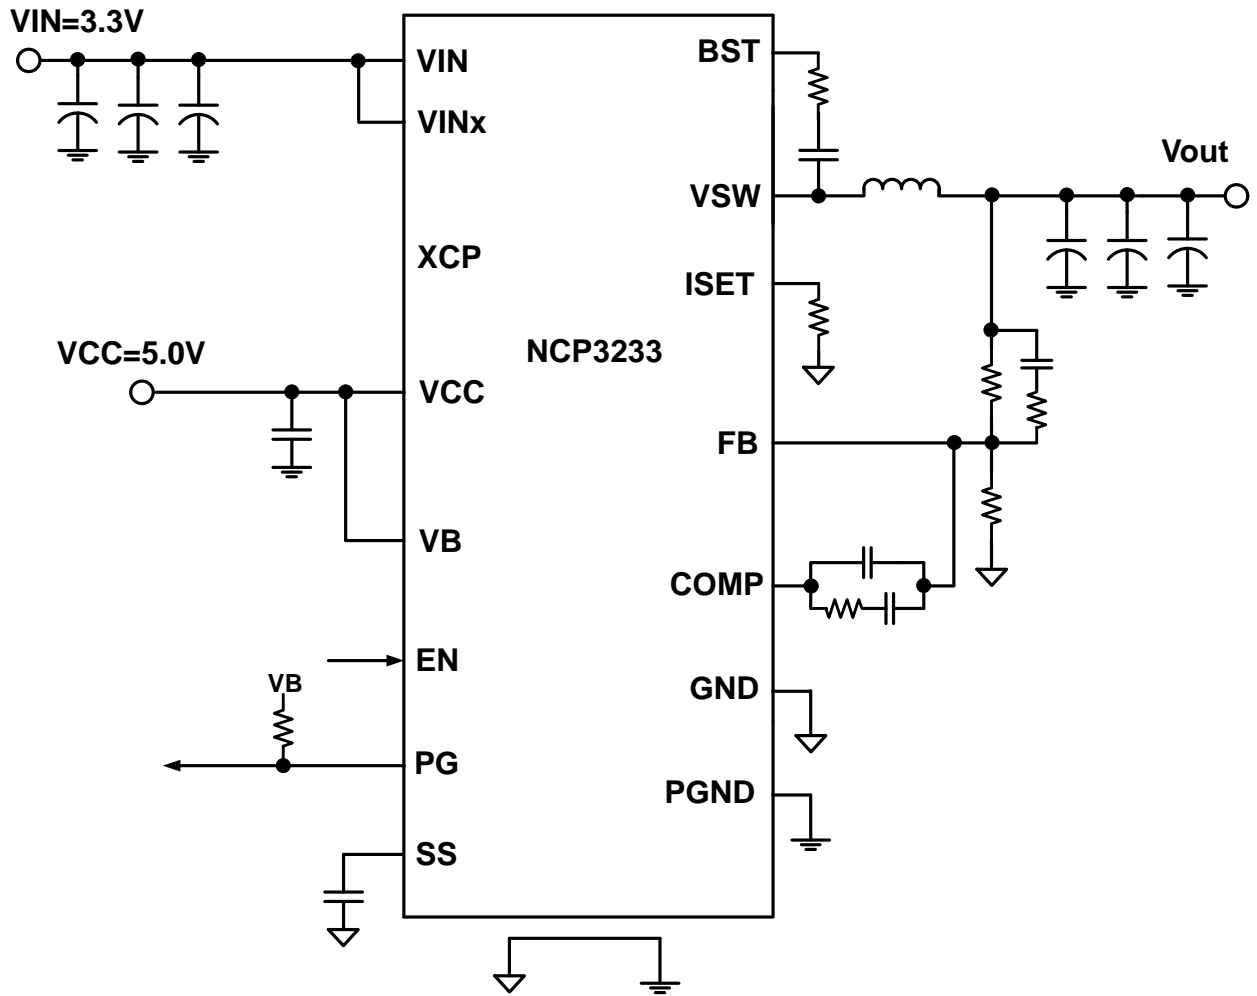 VIN=3.3V
VIN
VINx
XCP
VCC=5.0V
VCC
VB
EN
VB
PG
SS
NCP3233
BST
VSW
Vout
ISET
FB
COMP
GND
PGND